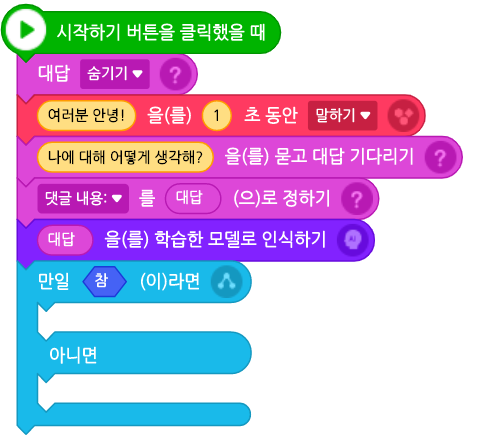 시작하기 버튼을 클릭했을 때
대답 숨기기
여러분 안녕! 을(를) 1 초 동안 말하기
나에 대해 어떻게 생각해? 을(를) 묻고 대답 기다리기
댓글 내용: 를 대답 (으)로 정하기
대답 을(를) 학습한 모델로 인식하기
만일 참 (이)라면
아니면